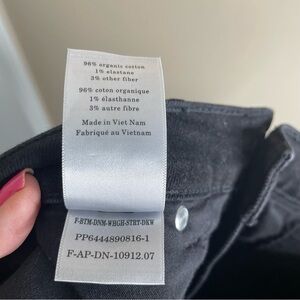 96% organic cotton
1% elastane
3% other fiber
96% coton organique
1% élasthanne
3% autre fibre
Made in Viet Nam
Fabriqué au Vietnam
F-BTM-DNM-WHGH-STRT-DKW
PP6444890816-1
F-AP-DN-10912.07